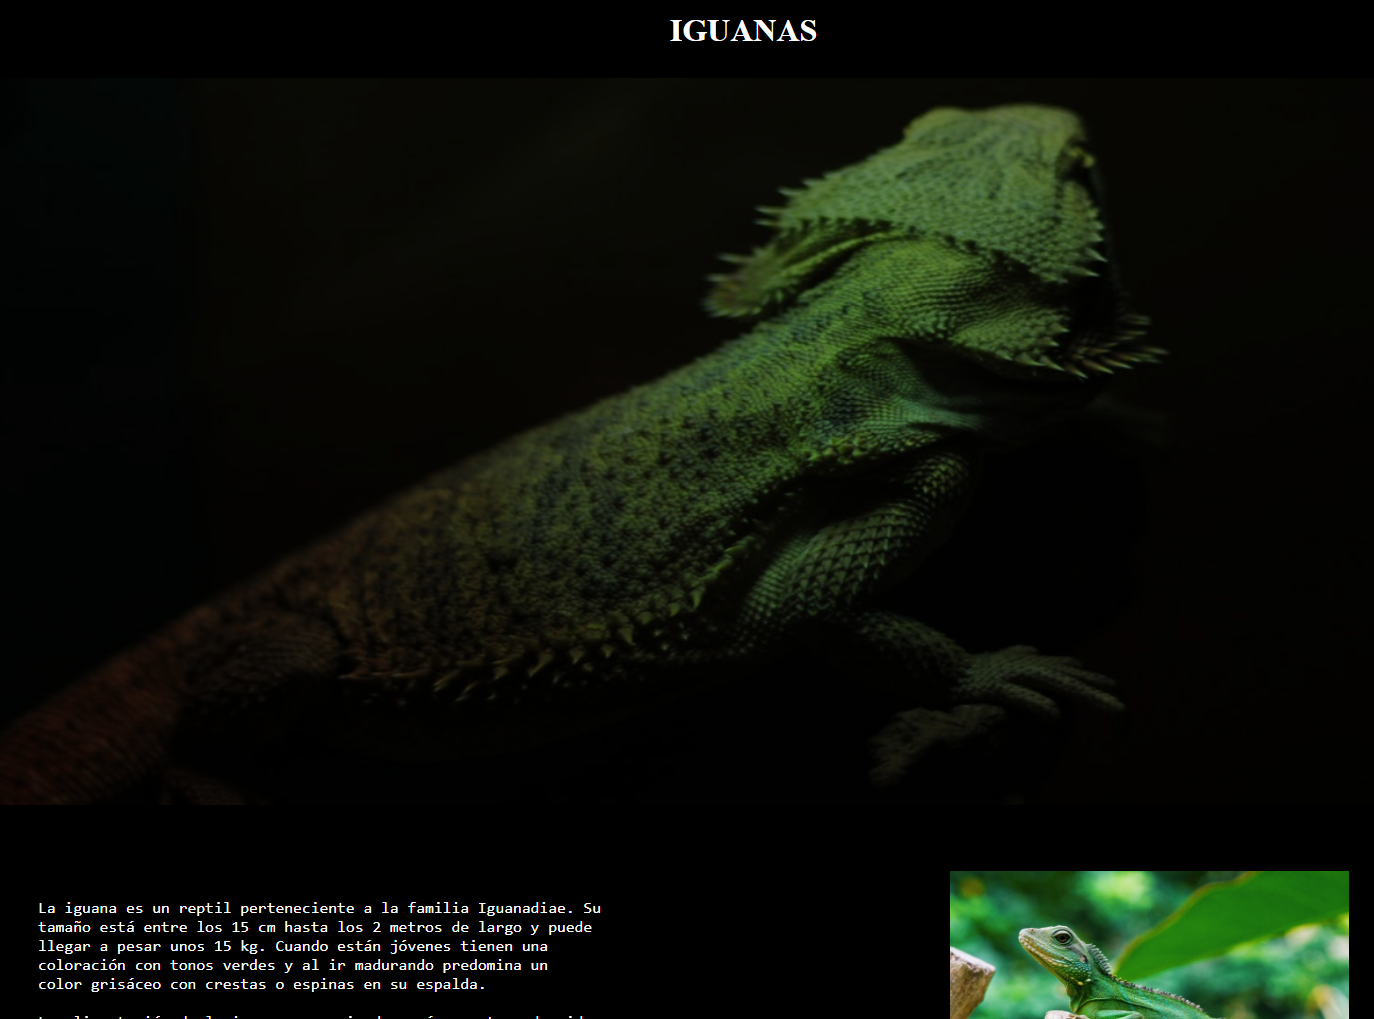 IGUANAS
La iguana es un reptil perteneciente a la familia Iguanadiae. Su
tamaño está entre los 15 cm hasta los 2 metros de largo y puede
llegar a pesar unos 15 kg. Cuando están jóvenes tienen una
coloración con tonos verdes y al ir madurando predomina un
color grisáceo con crestas o espinas en su espalda.